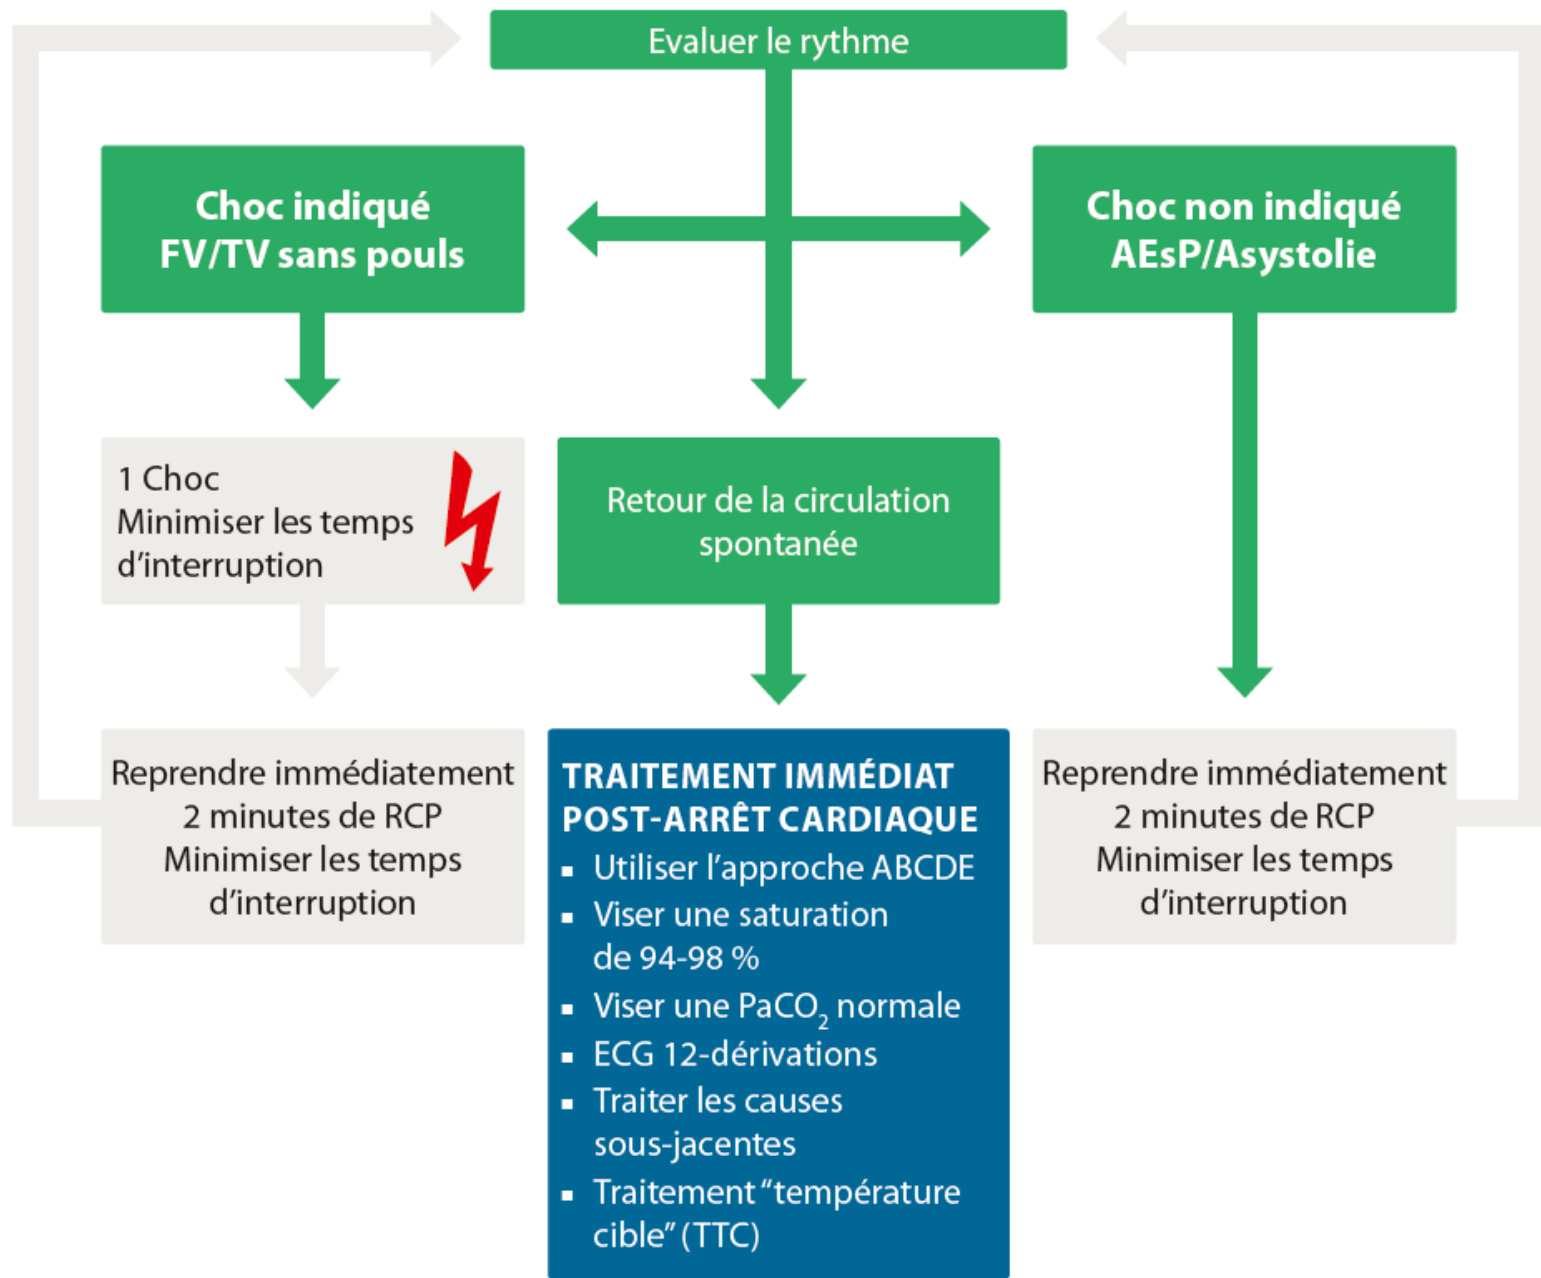 Evaluer le rythme
Choc indiqué
FV/TV sans pouls
Choc non indiqué
AEsP/Asystolie
1 Choc
Minimiser les temps
d’interruption
Retour de la circulation
spontanée
Reprendre immédiatement
2 minutes de RCP
Minimiser les temps
d’interruption
TRAITEMENT IMMÉDIAT
POST-ARRÊT CARDIAQUE
▪ Utiliser l’approche ABCDE
▪ Viser une saturation
de 94-98 %
▪ Viser une PaCO₂ normale
▪ ECG 12-dérivations
▪ Traiter les causes
sous-jacentes
▪ Traitement “température
cible” (TTC)
Reprendre immédiatement
2 minutes de RCP
Minimiser les temps
d’interruption